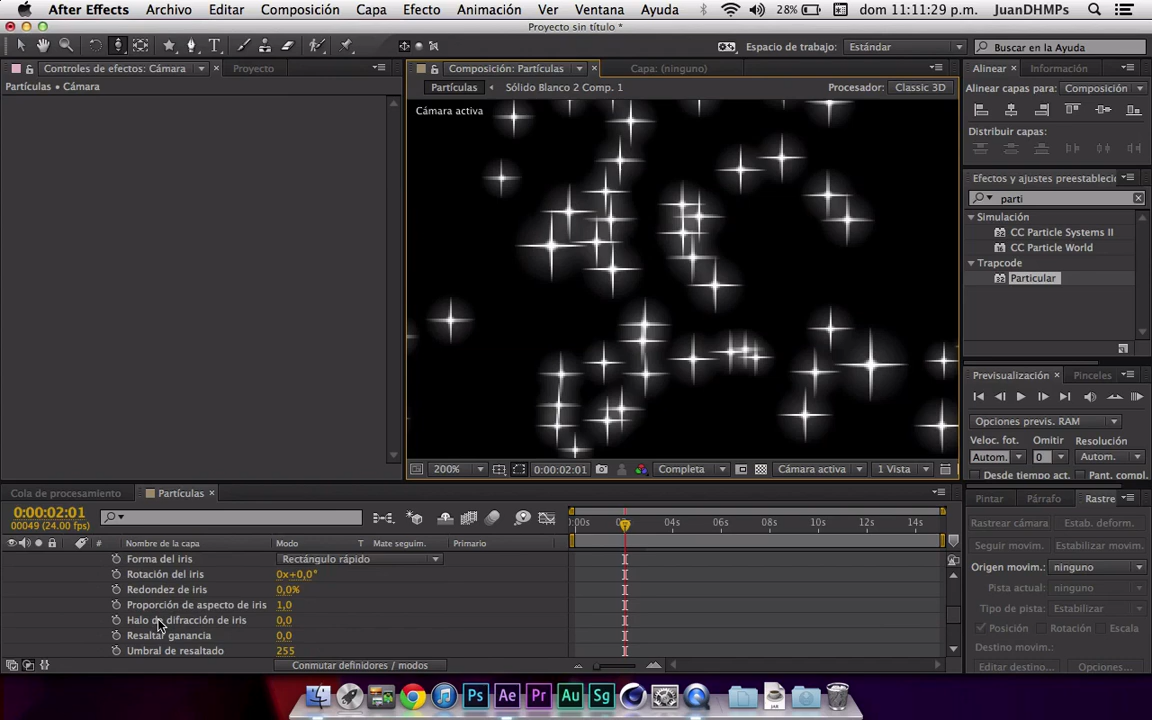 After Effects Archivo Editar Composición Capa Efecto Animación Ver Ventana Ayuda 28% dom 11:11:29 p.m. JuanDHMPs
Proyecto sin título *
Espacio de trabajo: Estándar Buscar en la Ayuda
Controles de efectos: Cámara Proyecto
Partículas • Cámara
Composición: Partículas Capa: (ninguno)
Partículas Sólido Blanco 2 Comp. 1 Procesador: Classic 3D
Cámara activa
200% 0:00:02:01 Completa Cámara activa 1 Vista
Alinear Información
Alinear capas para: Composición
Distribuir capas:
Efectos y ajustes preestableci
parti
Simulación
CC Particle Systems II
CC Particle World
Trapcode
Particular
Previsualización Pinceles
Opciones previs. RAM
Veloc. fot. Omitir Resolución
Autom. 0 Autom.
Desde tiempo act. Pant. compl.
Cola de procesamiento Partículas
0:00:02:01
00049 (24.00 fps)
Nombre de la capa Modo T Mate seguim. Primario
#
:00s 04s 06s 08s 10s 12s 14s
Forma del iris Rectángulo rápido
Rotación del iris 0x+0,0°
Redondez de iris 0,0%
Proporción de aspecto de iris 1,0
Halo de difracción de iris 0,0
Resaltar ganancia 0,0
Umbral de resaltado 255
Conmutar definidores / modos
Pintar Párrafo Rastre
Rastrear cámara Estab. deform.
Seguir movim. Estabilizar movim.
Origen movim.: ninguno
Pista actual: ninguno
Tipo de pista: Estabilizar
Posición Rotación Escala
Destino movim.:
Editar destino... Opciones...
Ps Ae Pr Au Sg
JAR